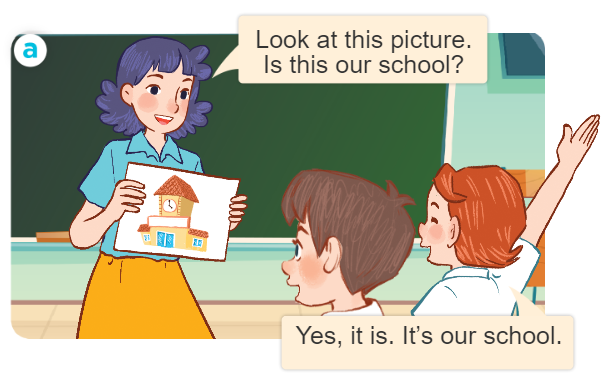 a
Look at this picture.
Is this our school?
Yes, it is. It's our school.